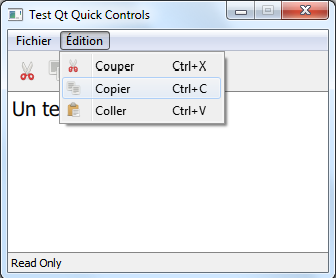 Test Qt Quick Controls
Fichier Édition
Couper Ctrl+X
Copier Ctrl+C
Coller Ctrl+V
Un te
Read Only